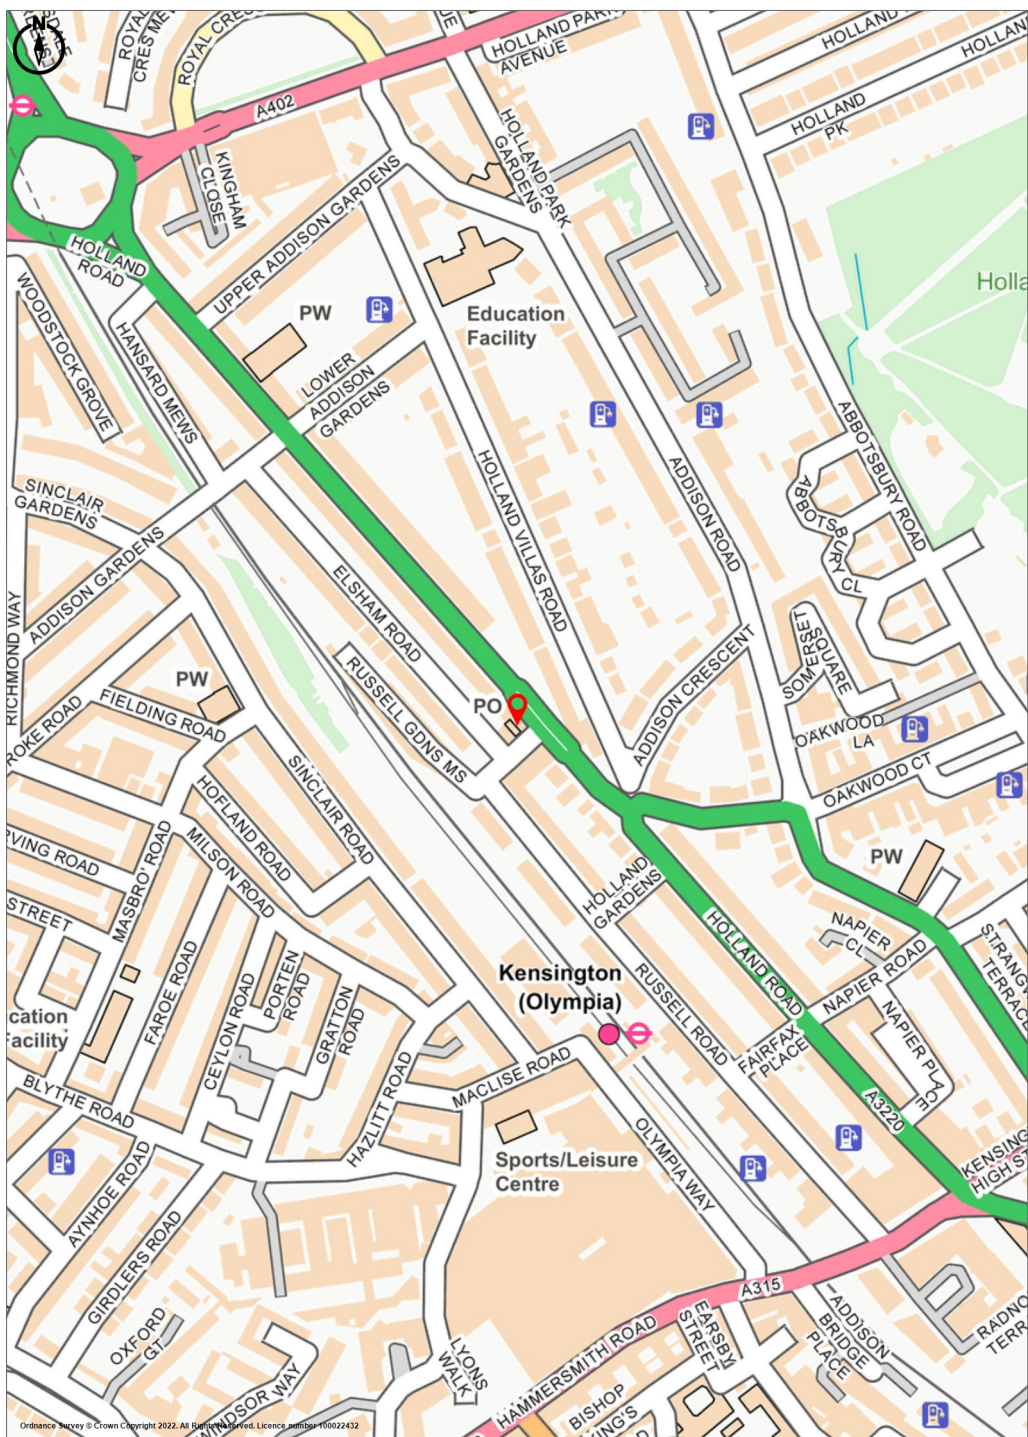 N
ROYAL
CRES MEW
ROYAL CRES
HOLLAND PARK
AVENUE
HOLLAND
HOLLAN
A402
HOLLAND
PK
KINGHAM
CLOSE
HOLLAND PARK
GARDENS
HOLLAND
ROAD
UPPER ADDISON GARDENS
WOODSTOCK GROVE
HANSARD MEWS
PW
Education
Facility
Holla
LOWER
ADDISON
GARDENS
HOLLAND VILLAS ROAD
ADDISON ROAD
ABBOTSBURY ROAD
ABBOTSBURY CL
SINCLAIR
GARDENS
ADDISON GARDENS
RICHMOND WAY
ELSHAM ROAD
RUSSELL GDNS MS
ADDISON CRESCENT
SOMERSET
SQUARE
PW
FIELDING ROAD
PO
OAKWOOD
LA
OAKWOOD CT
ROKE ROAD
SINCLAIR ROAD
HOFLAND ROAD
MILSON ROAD
RVING ROAD
MASBRO' ROAD
STREET
HOLLAND
GARDENS
PW
NAPIER
CL
NAPIER ROAD
STRANG
TERRAC
HOLLAND ROAD
FAROE ROAD
CEYLON ROAD
PORTEN
ROAD
GRATTON
ROAD
Kensington
(Olympia)
RUSSELL ROAD
cation
Facility
FAIRFAX
PLACE
NAPIER PLACE
BLYTHE ROAD
HAZLITT ROAD
MACLISE ROAD
A3220
OLYMPIA WAY
Sports/Leisure
Centre
KENSING
HIGH ST
AYNHOE ROAD
GIRDLERS ROAD
OXFORD
GT
A315
ADDISON
BRIDGE
PLACE
RADNO
TERR
EARSBY
STREET
HAMMERSMITH ROAD
LYONS
WALK
WINDSOR WAY
BISHOP
KING'S
Ordnance Survey © Crown Copyright 2022. All Rights Reserved. Licence number 100022432